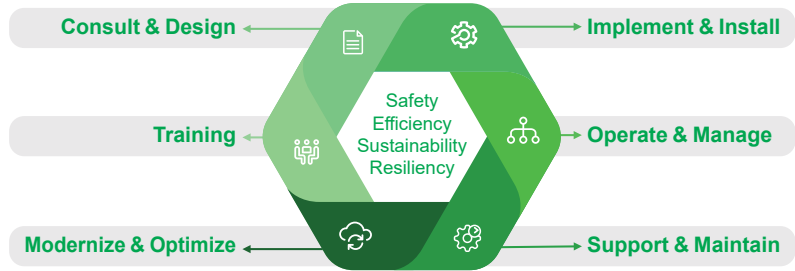 Consult & Design
Implement & Install
Safety
Efficiency
Sustainability
Resiliency
Training
Operate & Manage
Modernize & Optimize
Support & Maintain